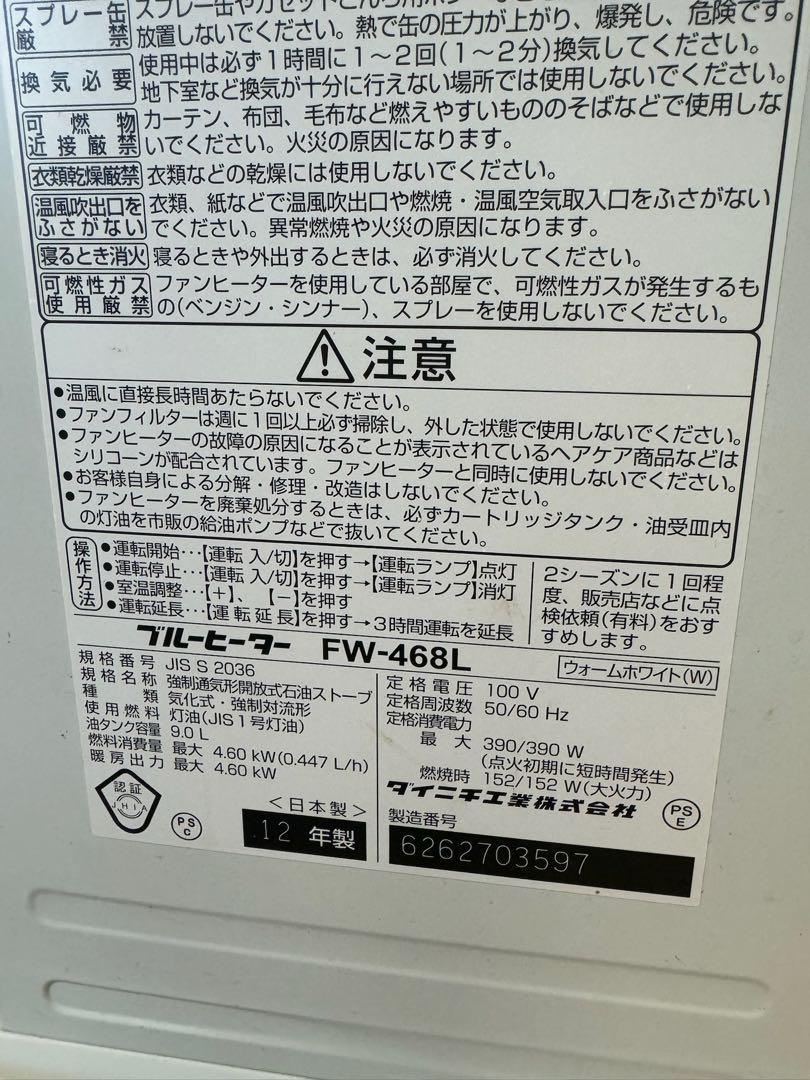 スプレー缶
厳禁
放置しないでください。熱で缶の圧力が上がり、爆発し、危険です。
換気必要
使用中は必ず1時間に1~2回(1~2分)換気してください。
地下室など換気が十分に行えない場所では使用しないでください。
可燃物
近接厳禁
カーテン、布団、毛布など燃えやすいもののそばなどで使用しな
いでください。火災の原因になります。
衣類乾燥厳禁 衣類などの乾燥には使用しないでください。
温風吹出口を
ふさがない
衣類、紙などで温風吹出口や燃焼・温風空気取入口をふさがない
でください。異常燃焼や火災の原因になります。
寝るとき消火 寝るときや外出するときは、必ず消火してください。
可燃性ガス
使用厳禁
ファンヒーターを使用している部屋で、可燃性ガスが発生するも
の(ベンジン・シンナー)、スプレーを使用しないでください。
注意
●温風に直接長時間あたらないでください。
●ファンフィルターは週に1回以上必ず掃除し、外した状態で使用しないでください。
●ファンヒーターの故障の原因になることが表示されているヘアケア商品などは
シリコーンが配合されています。ファンヒーターと同時に使用しないでください。
●お客様自身による分解・修理・改造はしないでください。
●ファンヒーターを廃棄処分するときは、必ずカートリッジタンク・油受皿内
の灯油を市販の給油ポンプなどで抜いてください。
操作方法
●運転開始…【運転 入/切】を押す→【運転ランプ】点灯
●運転停止…【運転 入/切】を押す→【運転ランプ】消灯
●室温調整…【+】、【-】を押す
●運転延長…【運転延長】を押す→3時間運転を延長
2シーズンに1回程
度、販売店などに点
検依頼(有料)をおす
すめします。
ブルーヒーター FW-468L
ウォームホワイト(W)
規格番号 JIS S 2036
規格名称 強制通気形開放式石油ストーブ
種類 気化式・強制対流形
使用燃料 灯油(JIS1号灯油)
油タンク容量 9.0 L
燃料消費量 最大 4.60 kW(0.447 L/h)
暖房出力 最大 4.60 kW
定格電圧 100 V
定格周波数 50/60 Hz
定格消費電力
最大 390/390 W
(点火初期に短時間発生)
燃焼時 152/152 W(大火力)
ダイニチ工業株式会社
認証
JHIA
PS
C
<日本製>
12 年製
製造番号
6262703597
PS
E